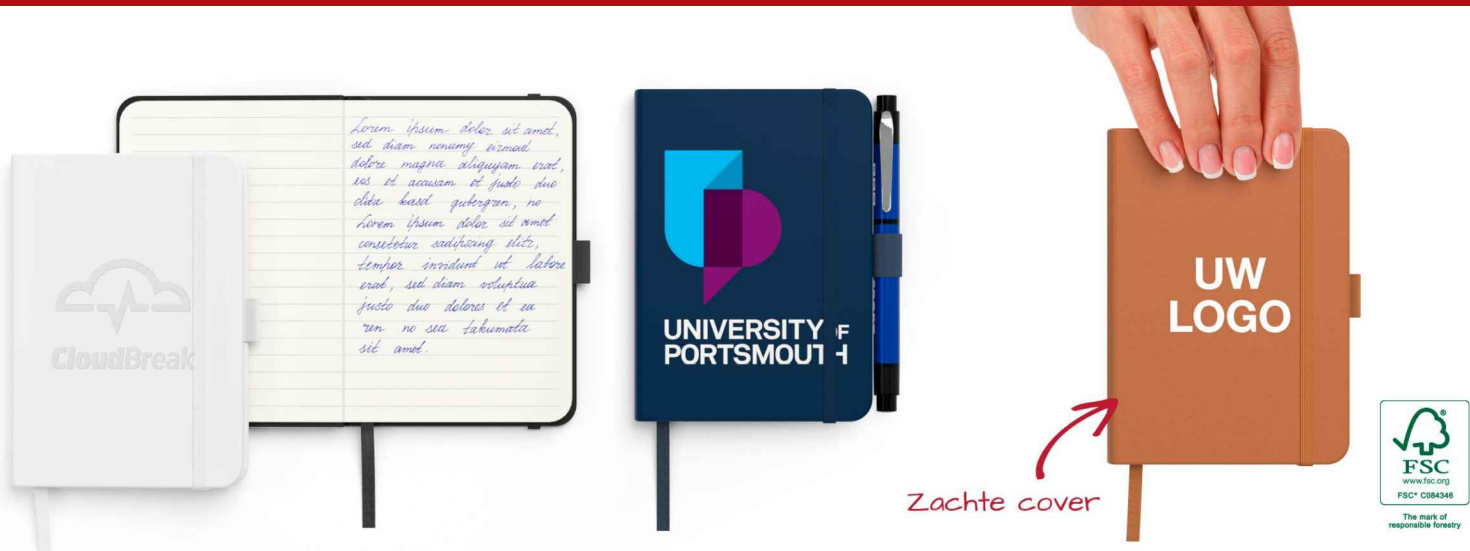 CloudBreak
Lorem ipsum dolor sit amet,
sed diam nonumy eirmod
dolore magna aliquyam erat,
eos et accusam et justo duo
clita kasd gubergren, no
Lorem ipsum dolor sit amet
consetetur sadipscing elitr,
tempor invidunt ut labore
erat, sed diam voluptua
justo duo dolores et ea
ren no sea takumata
sit amet.
UNIVERSITY OF
PORTSMOUTH
UW
LOGO
Zachte cover
FSC
www.fsc.org
FSC® C084346
The mark of
responsible forestry